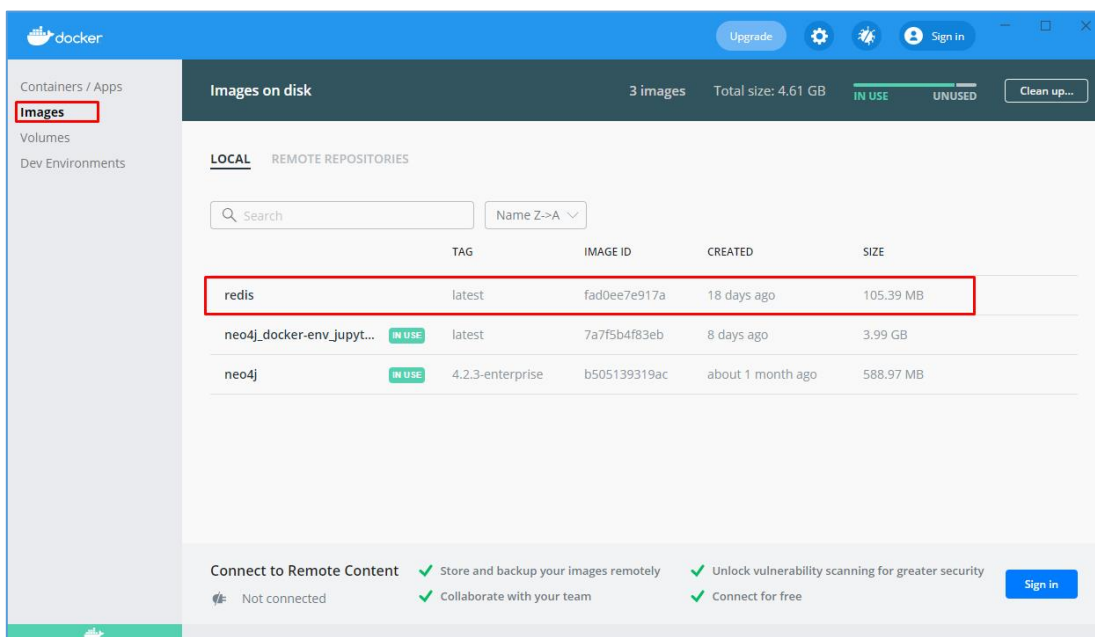 docker
Upgrade
Sign in
Containers / Apps
Images
Volumes
Dev Environments
Images on disk
3 images
Total size: 4.61 GB
IN USE
UNUSED
Clean up...
LOCAL
REMOTE REPOSITORIES
Search
Name Z->A
TAG IMAGE ID CREATED SIZE
redis latest fad0ee7e917a 18 days ago 105.39 MB
neo4j_docker-env_jupyt... IN USE latest 7a7f5b4f83eb 8 days ago 3.99 GB
neo4j IN USE 4.2.3-enterprise b505139319ac about 1 month ago 588.97 MB
Connect to Remote Content
Not connected
Store and backup your images remotely
Collaborate with your team
Unlock vulnerability scanning for greater security
Connect for free
Sign in